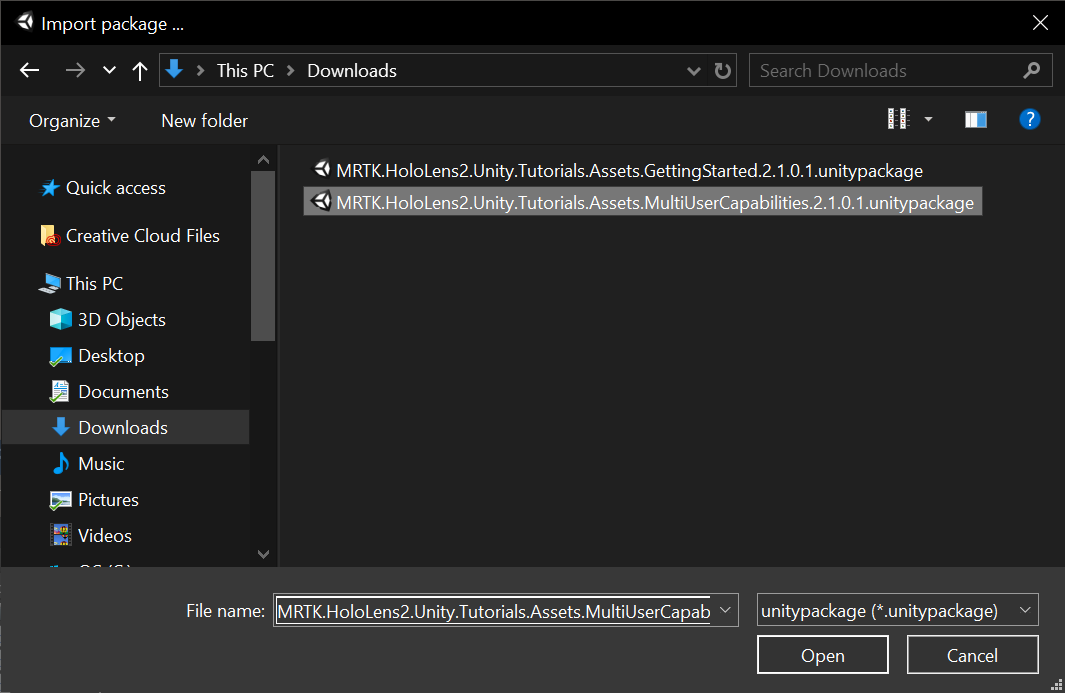 Import package ...
This PC
Downloads
Search Downloads
Organize
New folder
?
Quick access
Creative Cloud Files
This PC
3D Objects
Desktop
Documents
Downloads
Music
Pictures
Videos
MRTK.HoloLens2.Unity.Tutorials.Assets.GettingStarted.2.1.0.1.unitypackage
MRTK.HoloLens2.Unity.Tutorials.Assets.MultiUserCapabilities.2.1.0.1.unitypackage
File name:
MRTK.HoloLens2.Unity.Tutorials.Assets.MultiUserCapab
unitypackage (*.unitypackage)
Open
Cancel